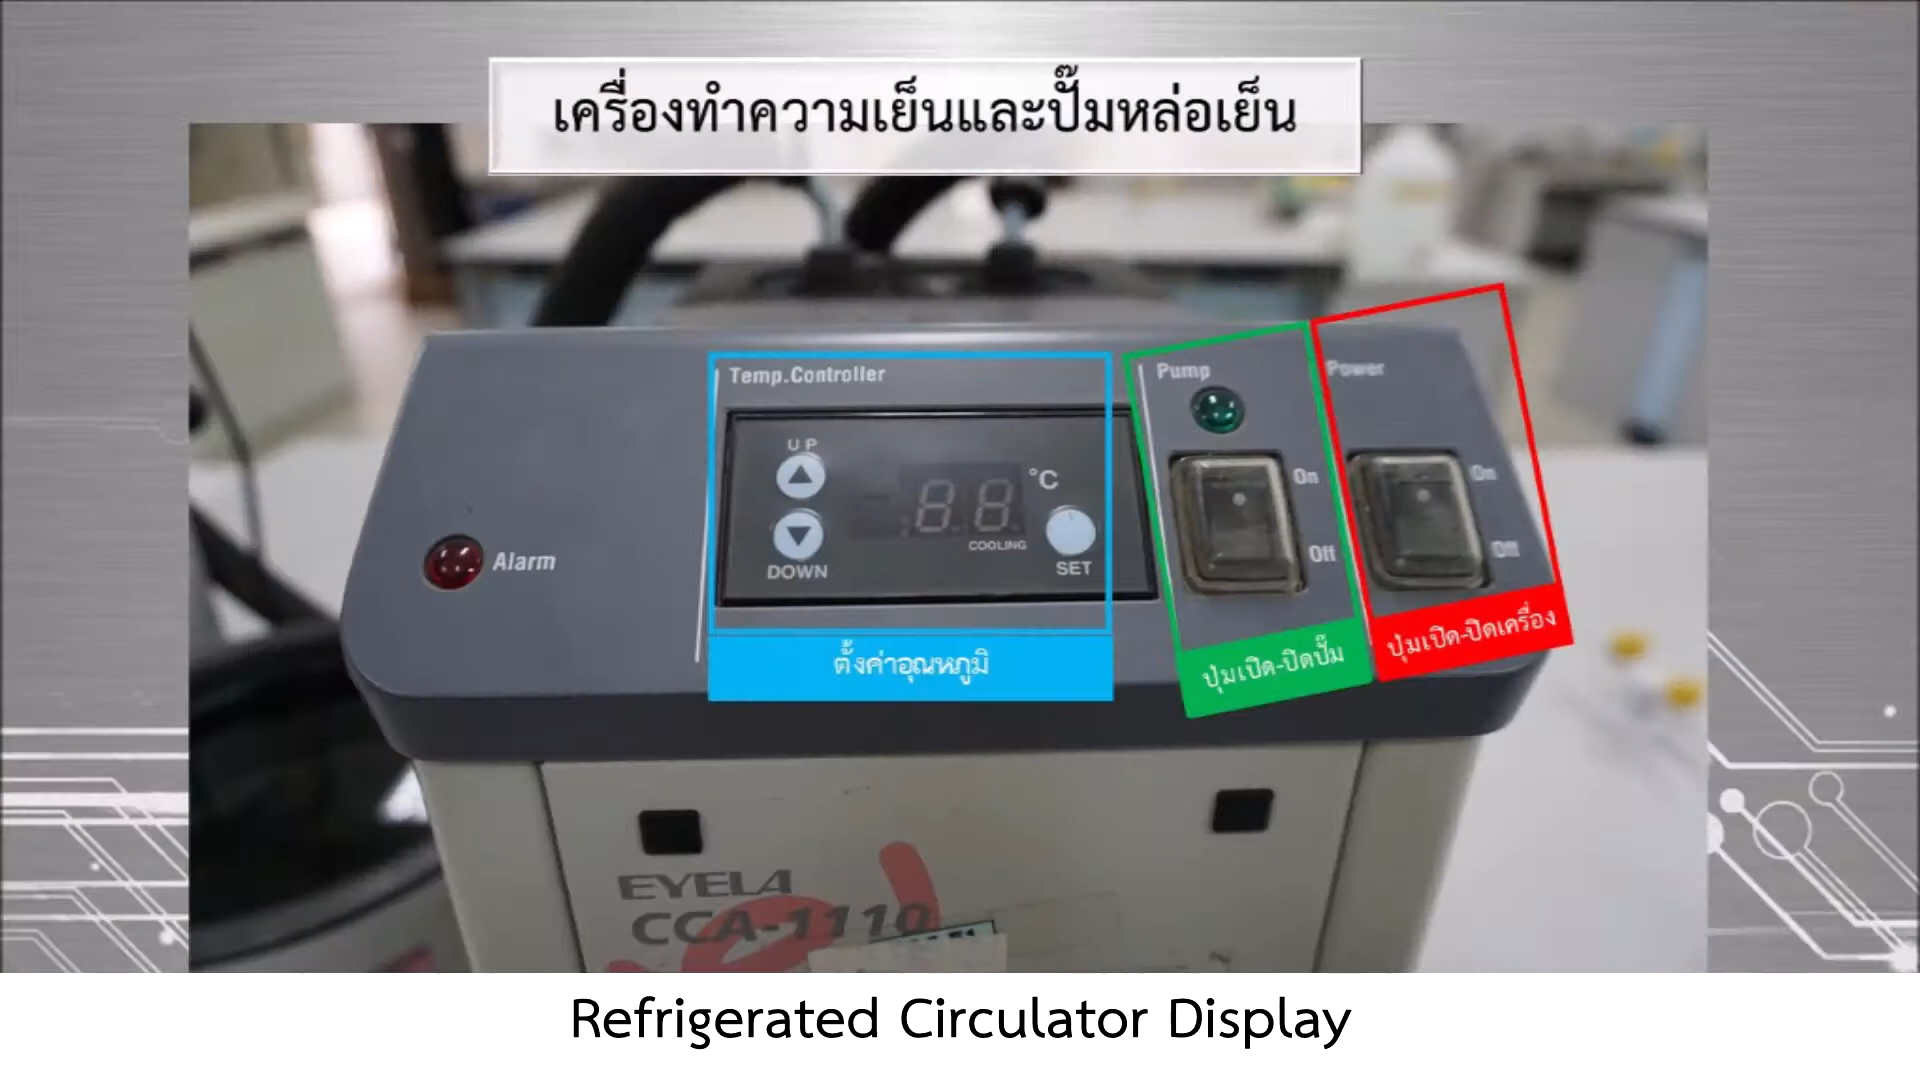 เครื่องทำความเย็นและปั๊มหล่อเย็น
Temp.Controller
Pump
Power
UP
°C
On
On
COOLING
Off
Off
Alarm
DOWN
SET
ตั้งค่าอุณหภูมิ
ปุ่มเปิด-ปิดปั๊ม
ปุ่มเปิด-ปิดเครื่อง
EYELA
CCA-1110
Refrigerated Circulator Display